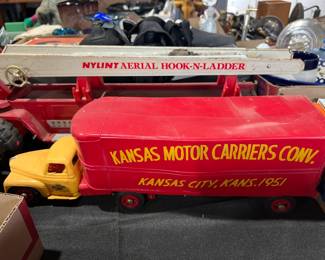 NYLINT AERIAL HOOK-N-LADDER
KANSAS MOTOR CARRIERS CONV.
KANSAS CITY, KANS. 1951